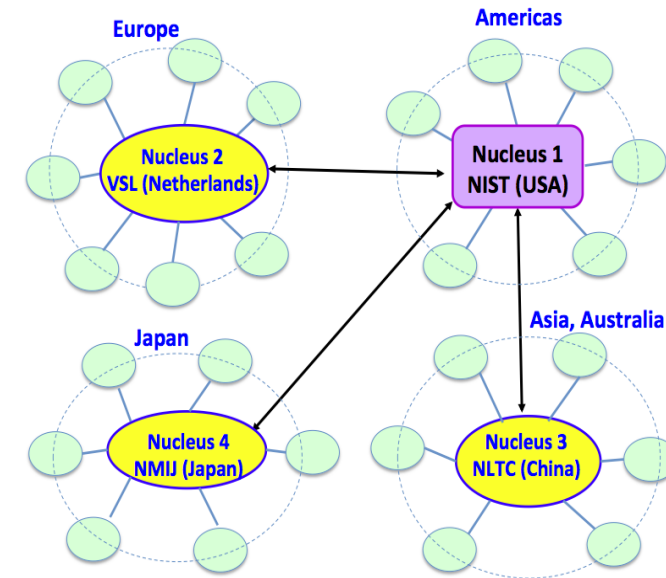 Europe
Americas
Nucleus 2
VSL (Netherlands)
Nucleus 1
NIST (USA)
Japan
Asia, Australia
Nucleus 4
NMIJ (Japan)
Nucleus 3
NLTC (China)